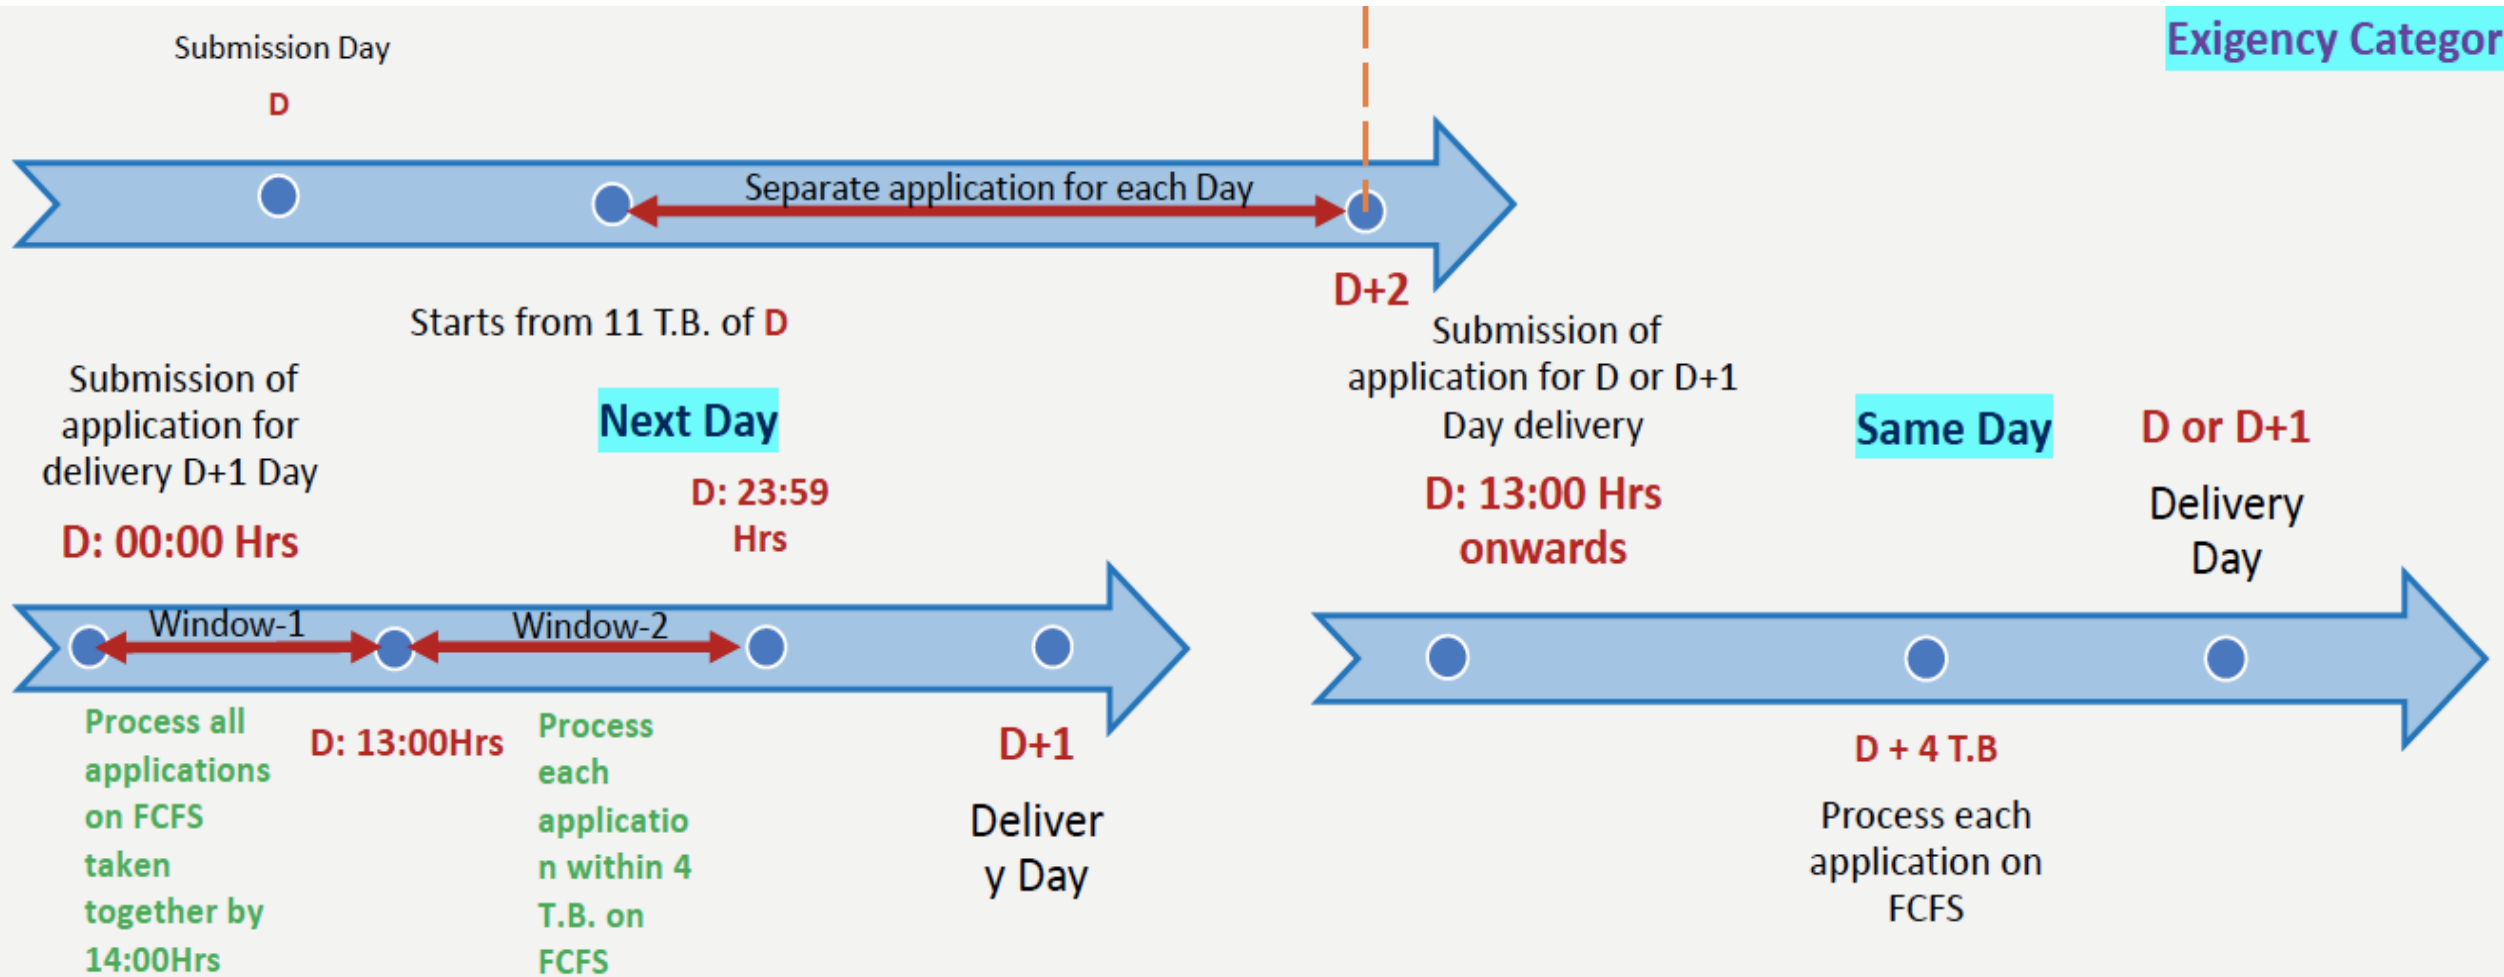 Exigency Categor
Submission Day
D
Separate application for each Day
D+2
Starts from 11 T.B. of D
Submission of
application for
delivery D+1 Day
D: 00:00 Hrs
Next Day
D: 23:59
Hrs
Window-1
Window-2
Process all
applications
on FCFS
taken
together by
14:00Hrs
D: 13:00Hrs
Process
each
applicatio
n within 4
T.B. on
FCFS
D+1
Deliver
y Day
Submission of
application for D or D+1
Day delivery
D: 13:00 Hrs
onwards
Same Day
D or D+1
Delivery
Day
D + 4 T.B
Process each
application on
FCFS